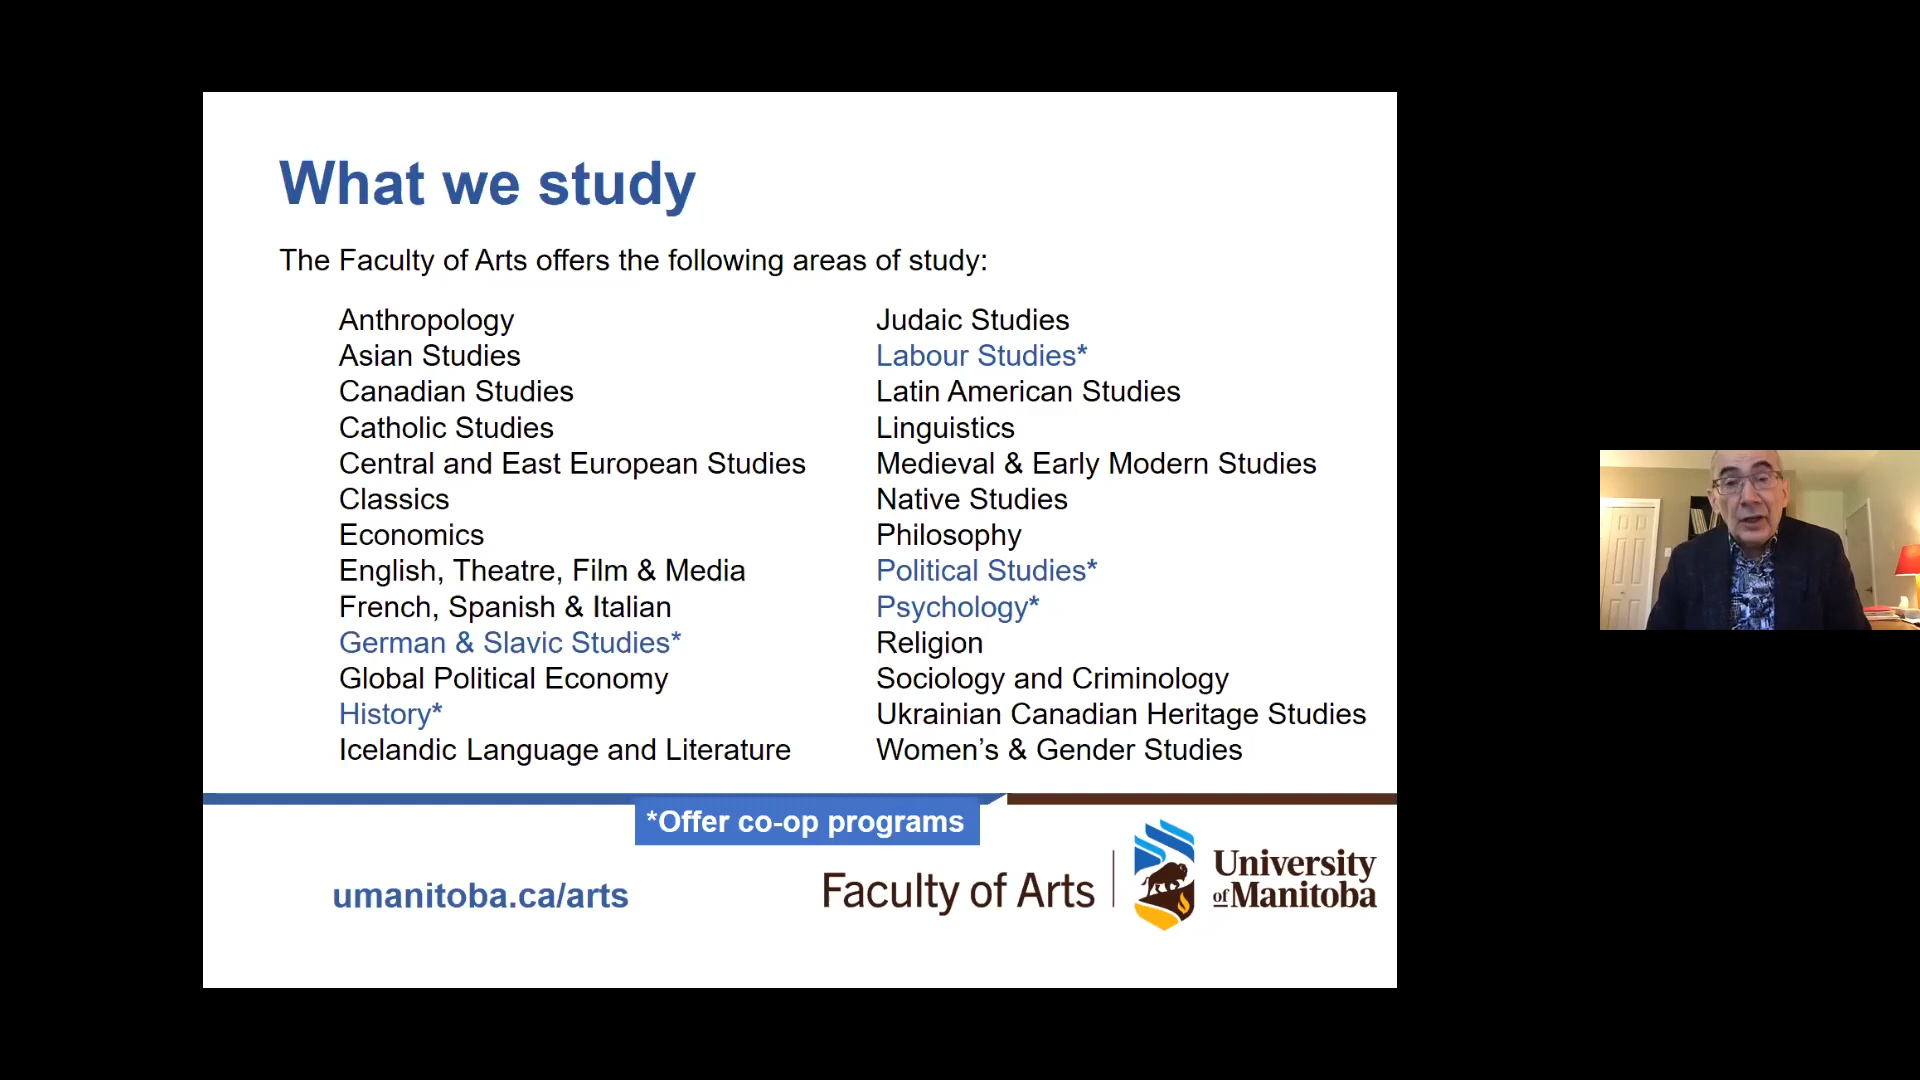 What we study
The Faculty of Arts offers the following areas of study:
Anthropology
Asian Studies
Canadian Studies
Catholic Studies
Central and East European Studies
Classics
Economics
English, Theatre, Film & Media
French, Spanish & Italian
German & Slavic Studies*
Global Political Economy
History*
Icelandic Language and Literature
Judaic Studies
Labour Studies*
Latin American Studies
Linguistics
Medieval & Early Modern Studies
Native Studies
Philosophy
Political Studies*
Psychology*
Religion
Sociology and Criminology
Ukrainian Canadian Heritage Studies
Women’s & Gender Studies
*Offer co-op programs
umanitoba.ca/arts
Faculty of Arts
University
of Manitoba